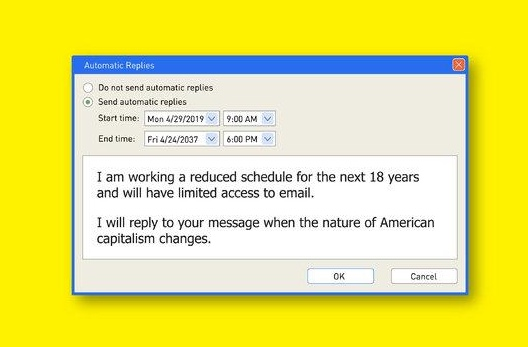 Automatic Replies
Do not send automatic replies
Send automatic replies
Start time: Mon 4/29/2019 9:00 AM
End time: Fri 4/24/2037 6:00 PM
I am working a reduced schedule for the next 18 years
and will have limited access to email.
I will reply to your message when the nature of American
capitalism changes.
OK Cancel